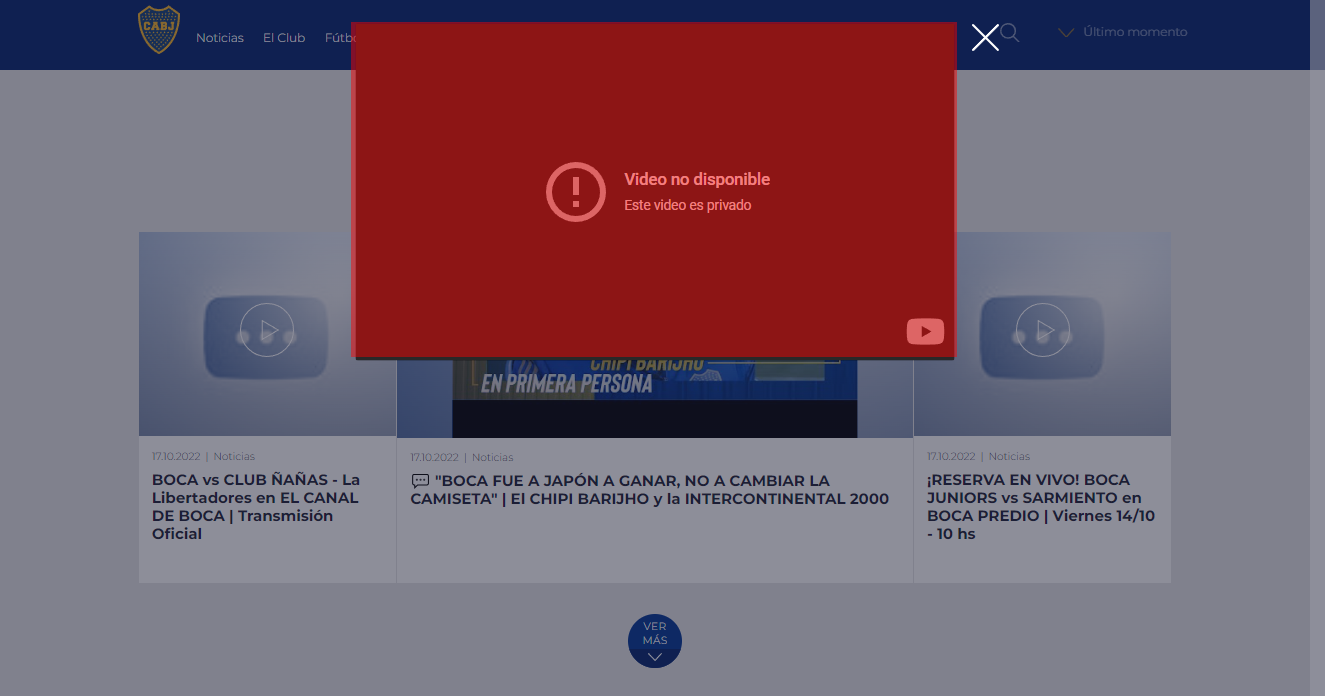 CABJ
Noticias El Club
Último momento
Video no disponible
Este video es privado
CHIPI BARIJHO
EN PRIMERA PERSONA
17.10.2022 | Noticias
BOCA vs CLUB ÑAÑAS - La
Libertadores en EL CANAL
DE BOCA | Transmisión
Oficial
17.10.2022 | Noticias
"BOCA FUE A JAPÓN A GANAR, NO A CAMBIAR LA
CAMISETA" | El CHIPI BARIJHO y la INTERCONTINENTAL 2000
17.10.2022 | Noticias
¡RESERVA EN VIVO! BOCA
JUNIORS vs SARMIENTO en
BOCA PREDIO | Viernes 14/10
- 10 hs
VER
MÁS